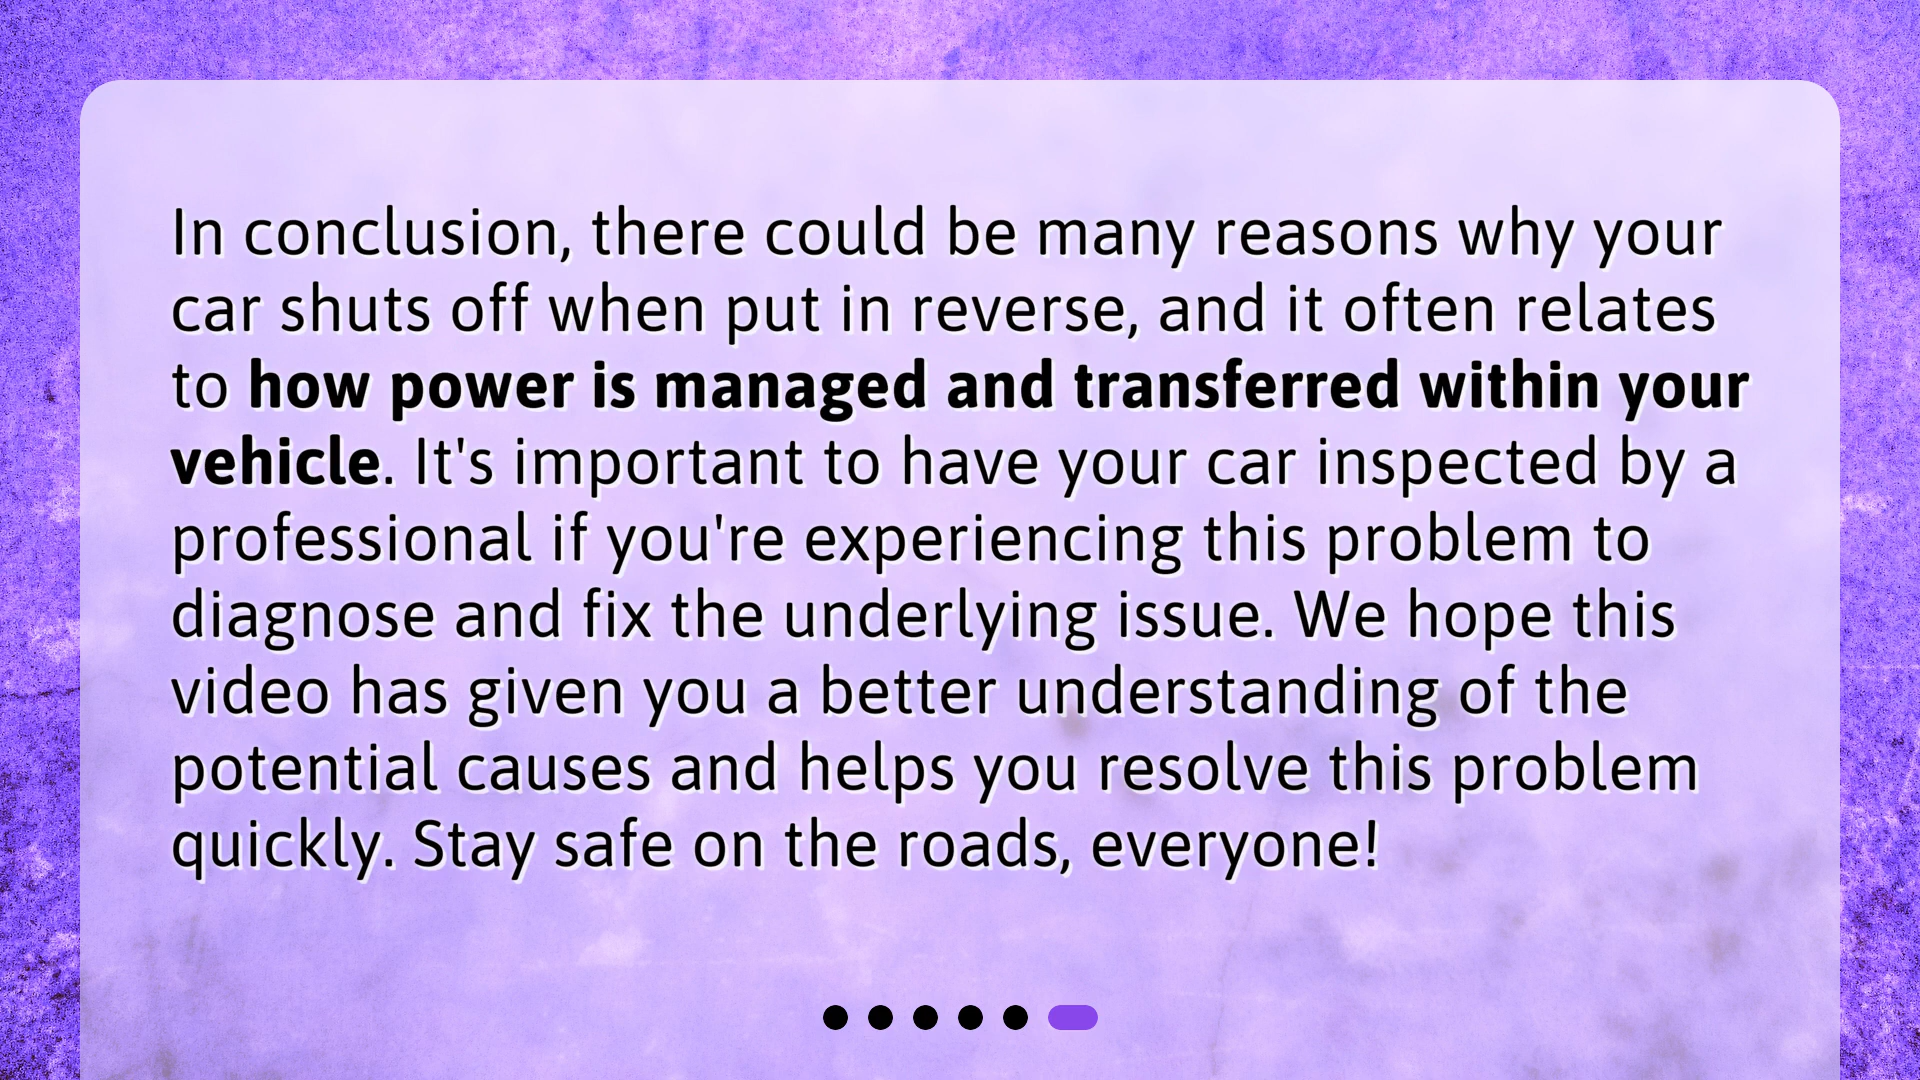 In conclusion, there could be many reasons why your
car shuts off when put in reverse, and it often relates
to how power is managed and transferred within your
vehicle. It's important to have your car inspected by a
professional if you're experiencing this problem to
diagnose and fix the underlying issue. We hope this
video has given you a better understanding of the
potential causes and helps you resolve this problem
quickly. Stay safe on the roads, everyone!